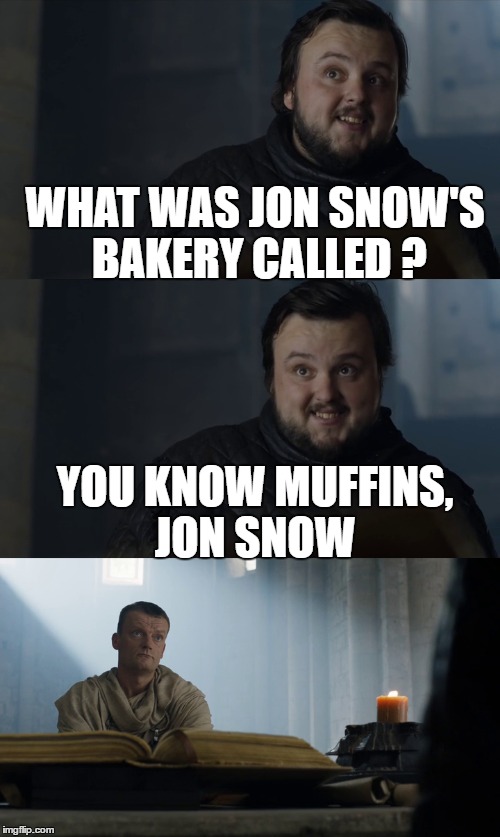 WHAT WAS JON SNOW'S
BAKERY CALLED ?
YOU KNOW MUFFINS,
JON SNOW
imgflip.com